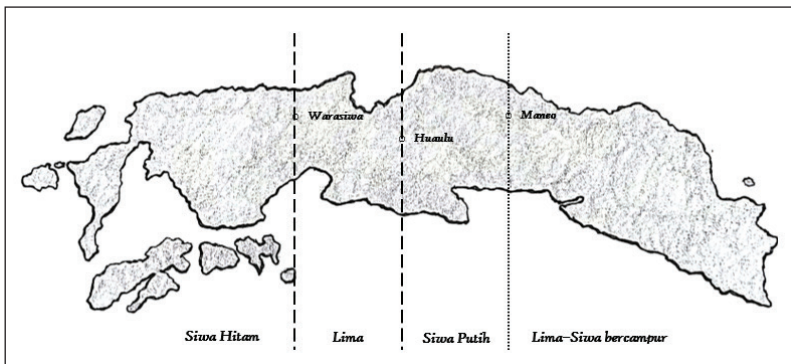 Warasiwa
Huaulu
Maneo
Siwa Hitam
Lima
Siwa Putih
Lima-Siwa bercampur